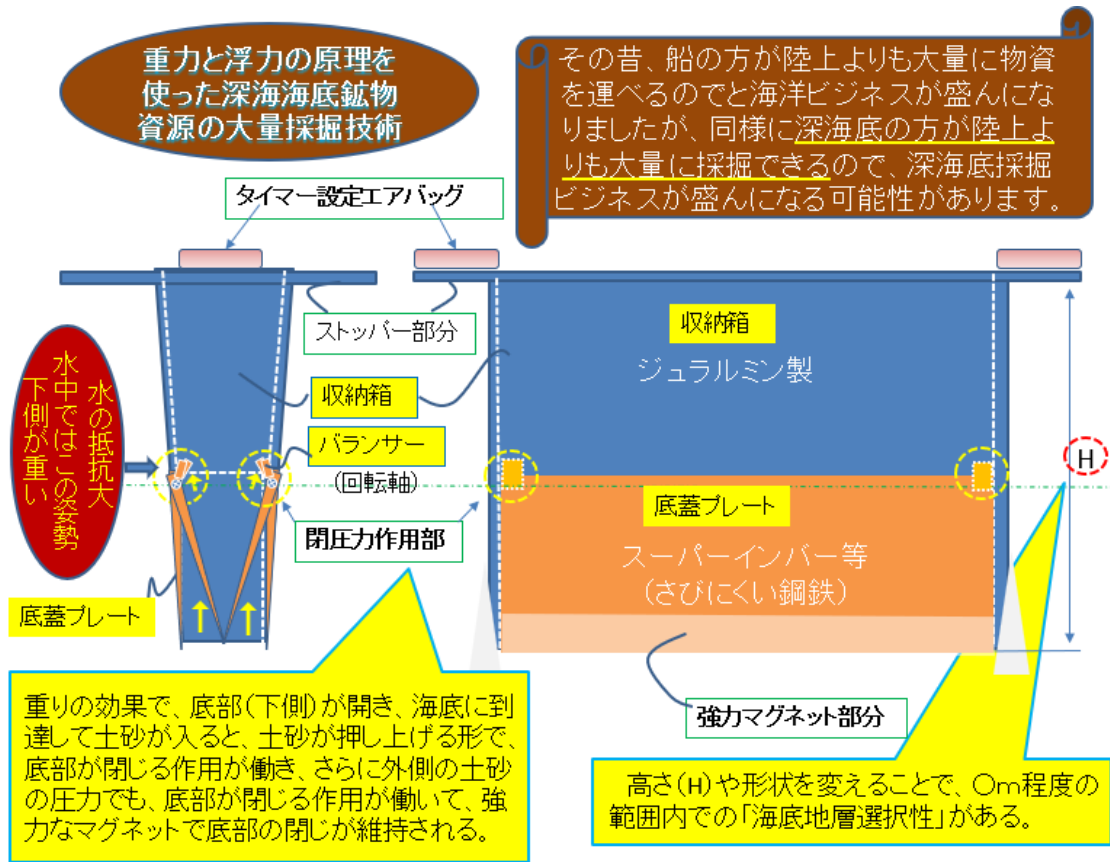 重力と浮力の原理を
使った深海海底鉱物
資源の大量採掘技術
その昔、船の方が陸上よりも大量に物資
を運べるのでと海洋ビジネスが盛んにな
りましたが、同様に深海底の方が陸上よ
りも大量に採掘できるので、深海底採掘
ビジネスが盛んになる可能性があります。
タイマー設定エアバッグ
ストッパー部分
収納箱
ジュラルミン製
収納箱
水の抵抗大
水中ではこの姿勢
下側が重い
バランサー
(回転軸)
H
閉圧力作用部
底蓋プレート
スーパーインバー等
(さびにくい鋼鉄)
底蓋プレート
強力マグネット部分
重りの効果で、底部(下側)が開き、海底に到
達して土砂が入ると、土砂が押し上げる形で、
底部が閉じる作用が働き、さらに外側の土砂
の圧力でも、底部が閉じる作用が働いて、強
力なマグネットで底部の閉じが維持される。
高さ(H)や形状を変えることで、〇m程度の
範囲内での「海底地層選択性」がある。